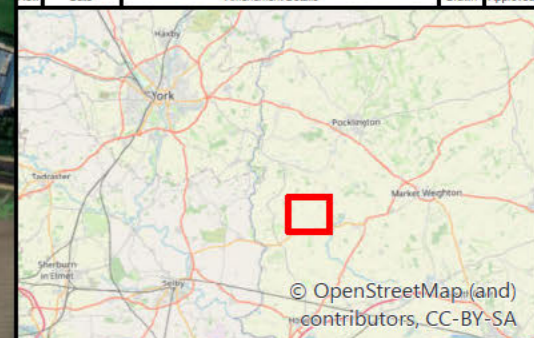 Haxby
York
Pocklington
Tadcaster
Market Weighton
Sherburn
in Elmet
Selby
© OpenStreetMap (and)
contributors, CC-BY-SA